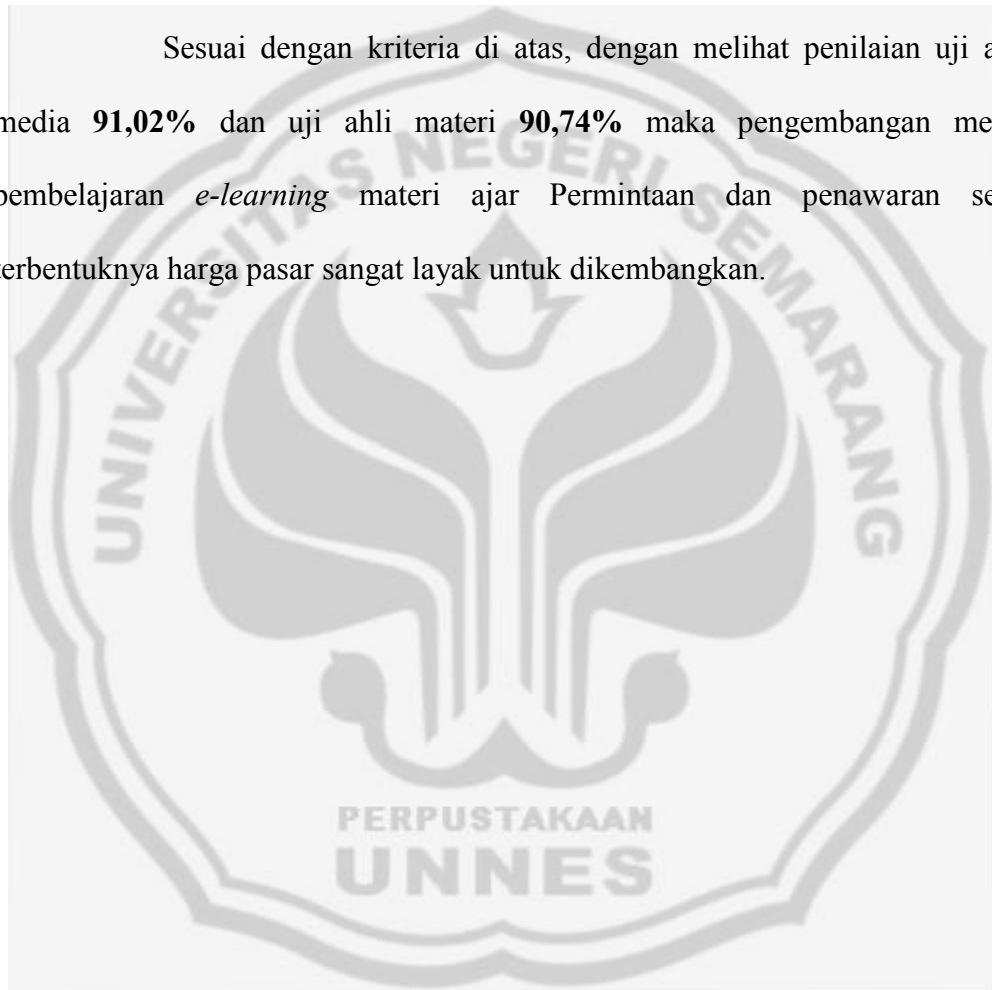 Sesuai dengan kriteria di atas, dengan melihat penilaian uji a
media 91,02% dan uji ahli materi 90,74% maka pengembangan me
pembelajaran e-learning materi ajar Permintaan dan penawaran se
terbentuknya harga pasar sangat layak untuk dikembangkan.
UNIVERSITAS NEGERI SEMARANG
PERPUSTAKAAN
UNNES